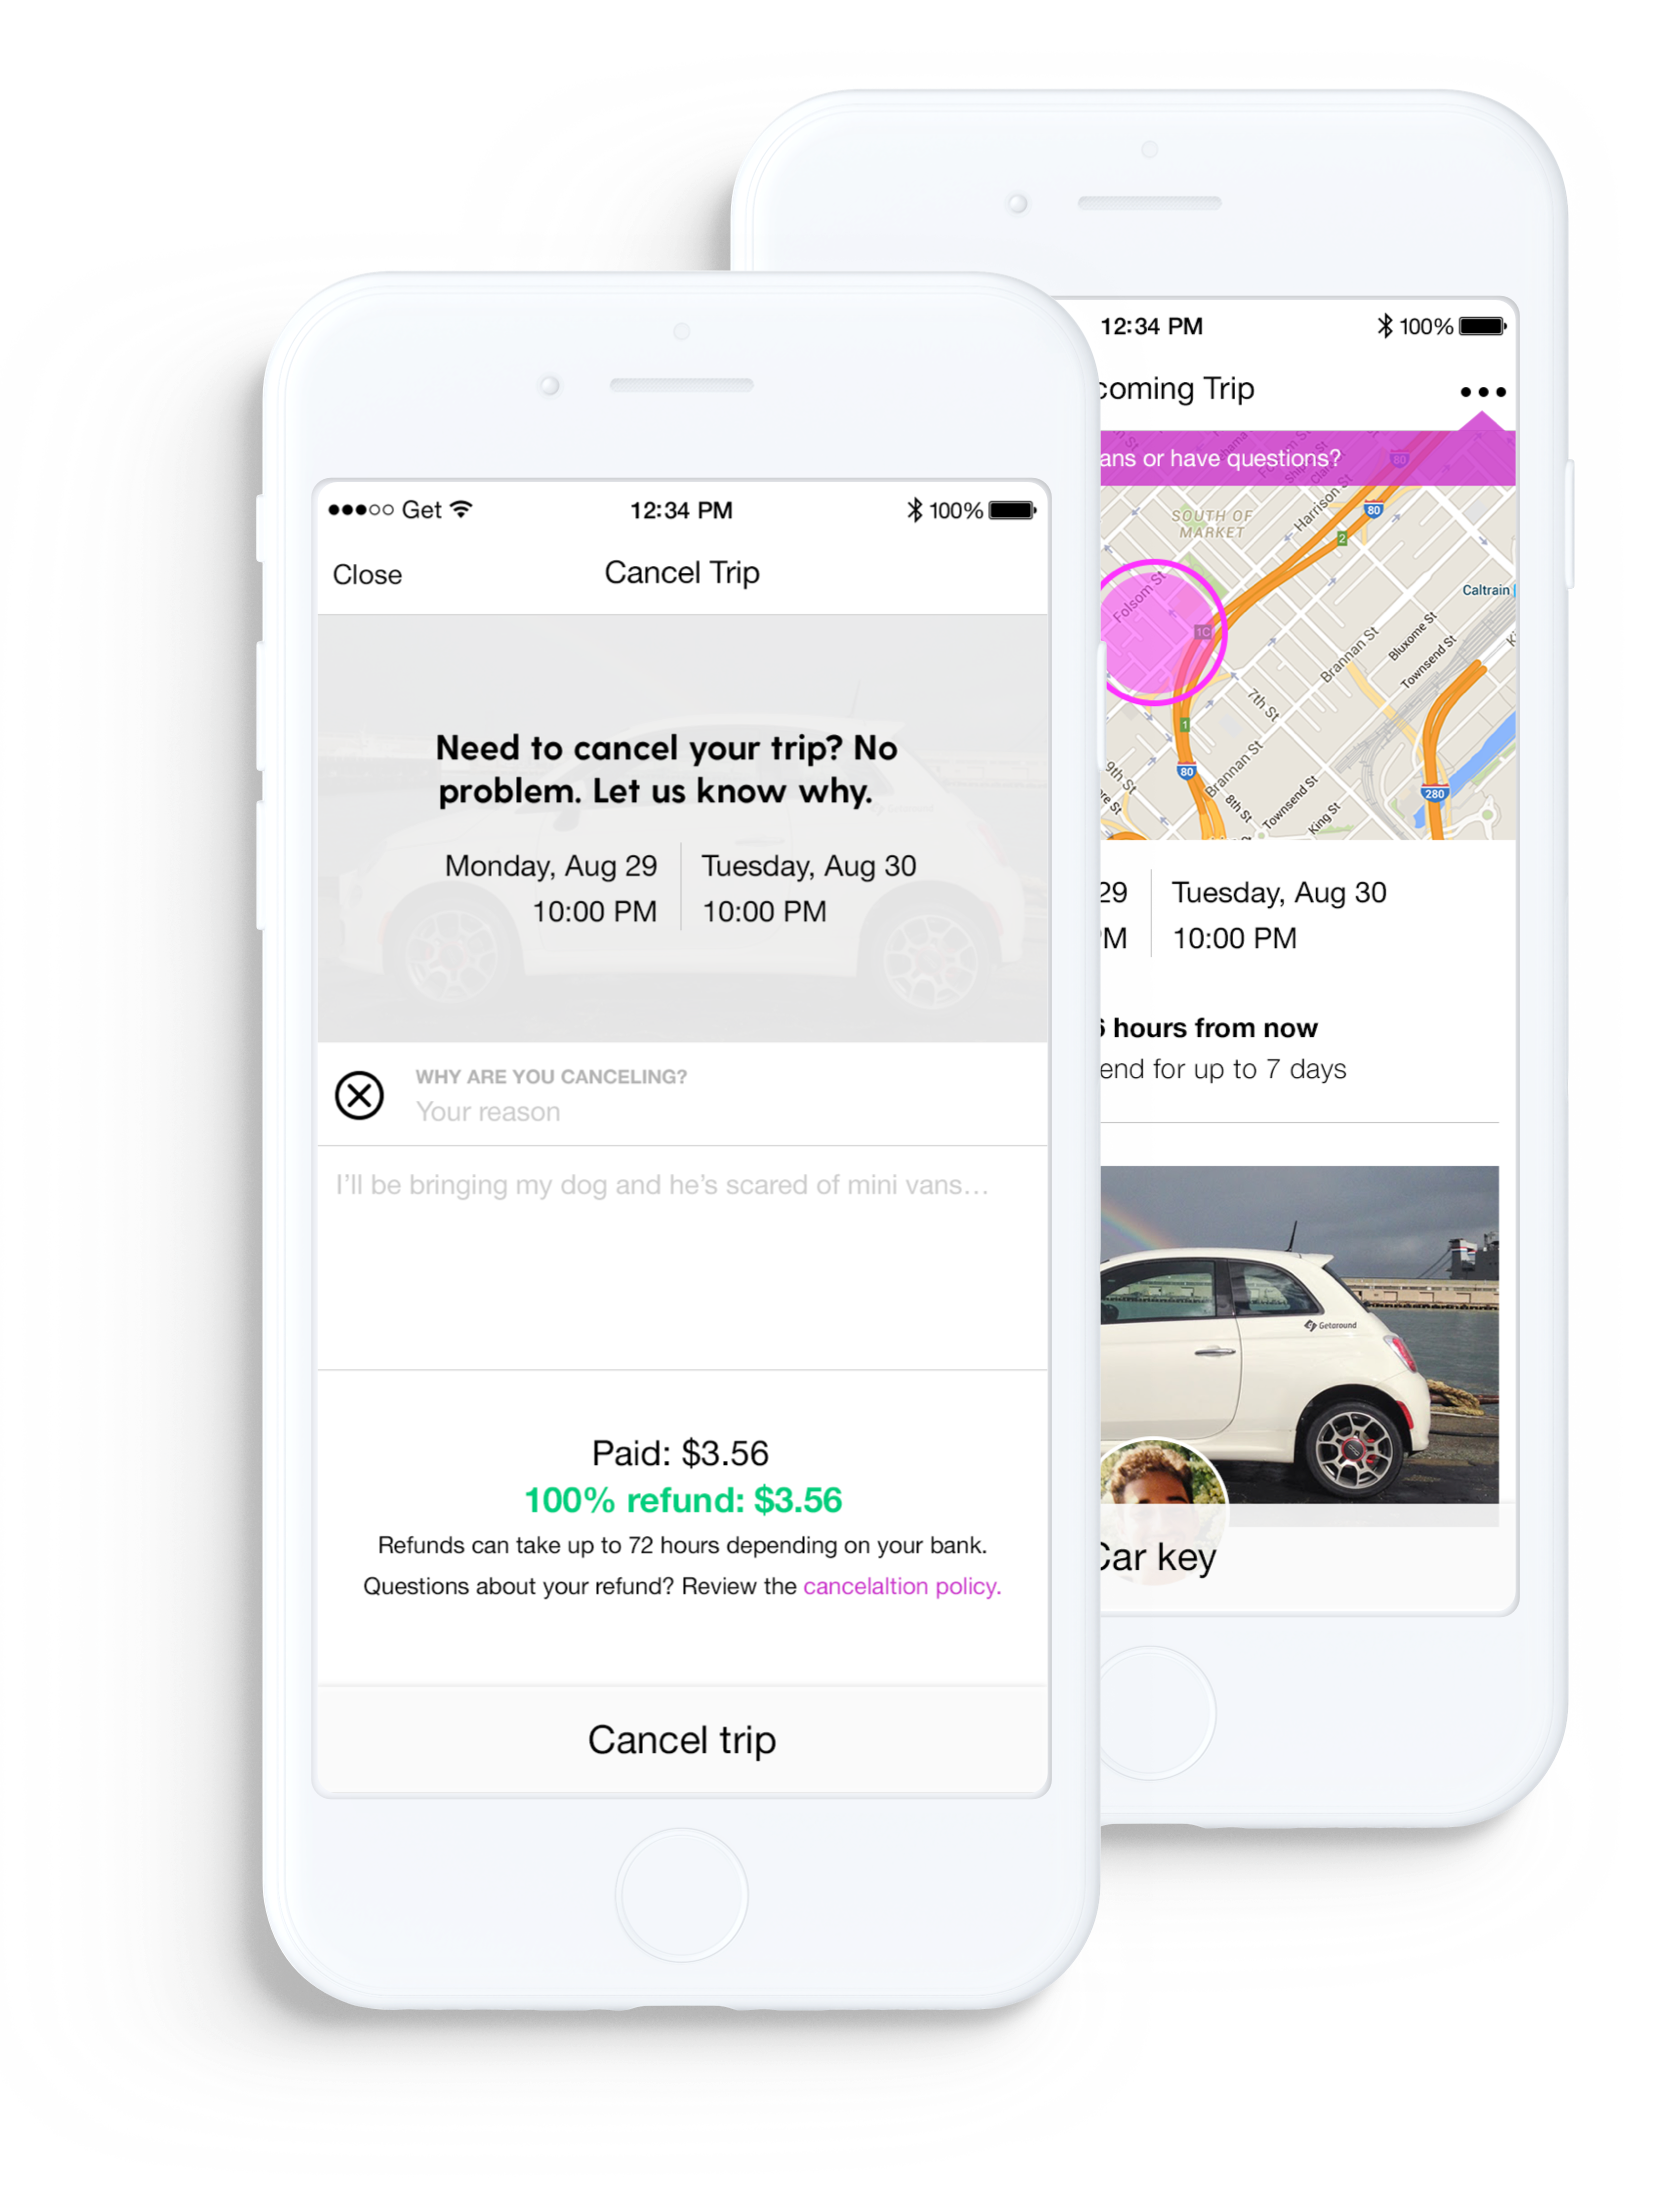 Get
12:34 PM
100%
Close
Cancel Trip
Need to cancel your trip? No
problem. Let us know why.
Monday, Aug 29
10:00 PM
Tuesday, Aug 30
10:00 PM
WHY ARE YOU CANCELING?
Your reason
I'll be bringing my dog and he's scared of mini vans...
Paid: $3.56
100% refund: $3.56
Refunds can take up to 72 hours depending on your bank.
Questions about your refund? Review the cancelaltion policy.
Cancel trip
12:34 PM
100%
coming Trip
ans or have questions?
SOUTH OF
MARKET
Harrison St
80
80
2
Folsom St
1C
Caltrain
Bluxome St
Townsend St
Brannan St
7th St
1
80
9th St
Brannan St
8th St
Townsend St
King St
280
29
Tuesday, Aug 30
10:00 PM
hours from now
end for up to 7 days
Getaround
Car key